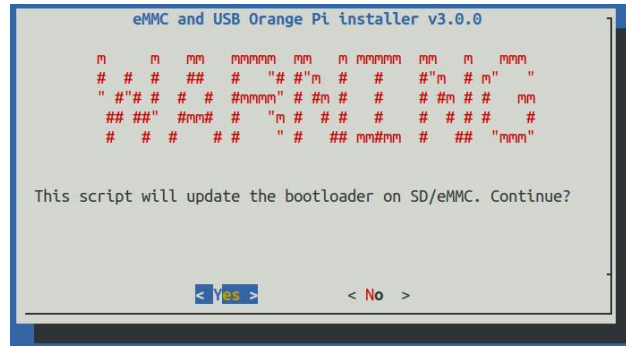 eMMC and USB Orange Pi installer v3.0.0
WARNING
This script will update the bootloader on SD/eMMC. Continue?
< Yes > < No >